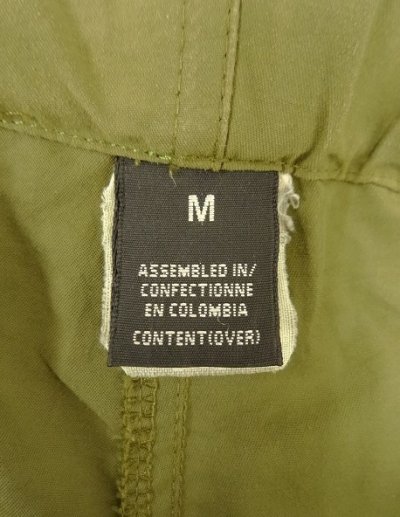 M
ASSEMBLED IN/
CONFECTIONNE
EN COLOMBIA
CONTENT(OVER)